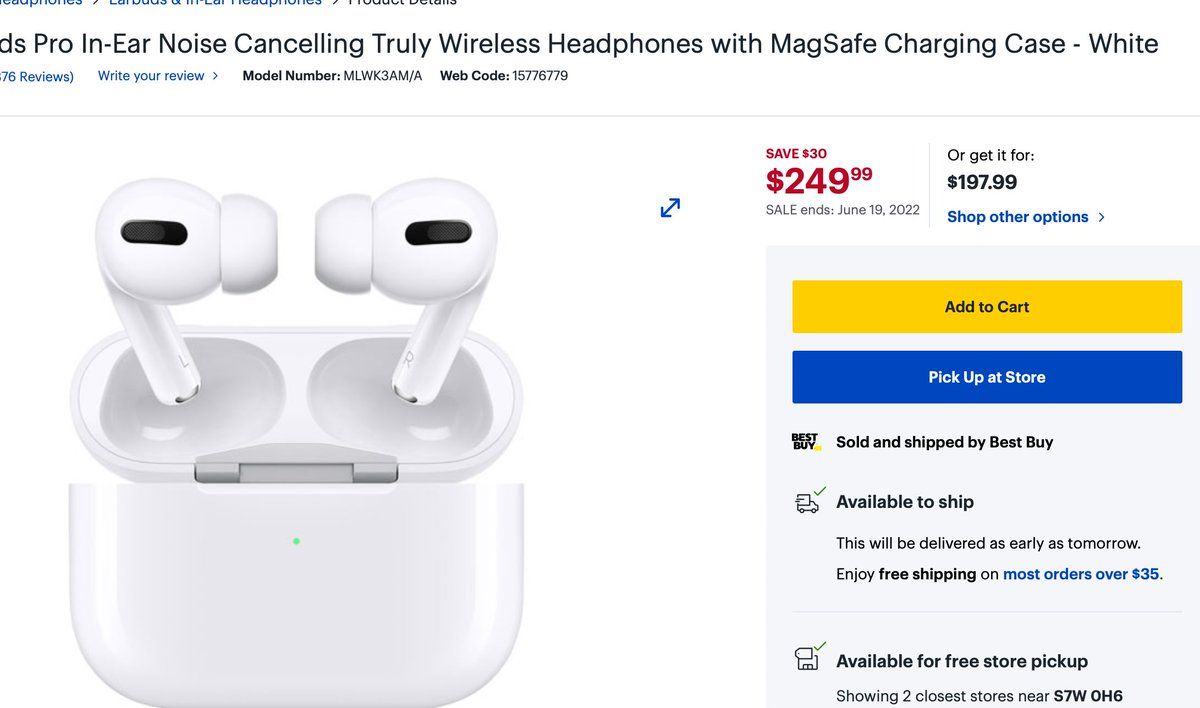 Earbuds & In-Ear Headphones > Product Details
ds Pro In-Ear Noise Cancelling Truly Wireless Headphones with MagSafe Charging Case - White
76 Reviews) Write your review > Model Number: MLWK3AM/A Web Code: 15776779
SAVE $30
$24999
SALE ends: June 19, 2022
Or get it for:
$197.99
Shop other options >
L
R
Add to Cart
Pick Up at Store
BEST
BUY
Sold and shipped by Best Buy
Available to ship
This will be delivered as early as tomorrow.
Enjoy free shipping on most orders over $35.
Available for free store pickup
Showing 2 closest stores near S7W 0H6